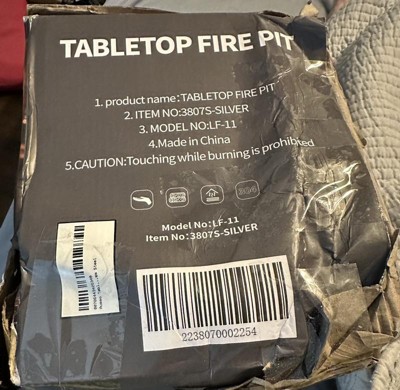 TABLETOP FIRE PIT
1. product name:TABLETOP FIRE PIT
2. ITEM NO:3807S-SILVER
3. MODEL NO:LF-11
4.Made in China
5.CAUTION:Touching while burning is prohibited
Model No:LF-11
Item No:3807S-SILVER
2238070002254